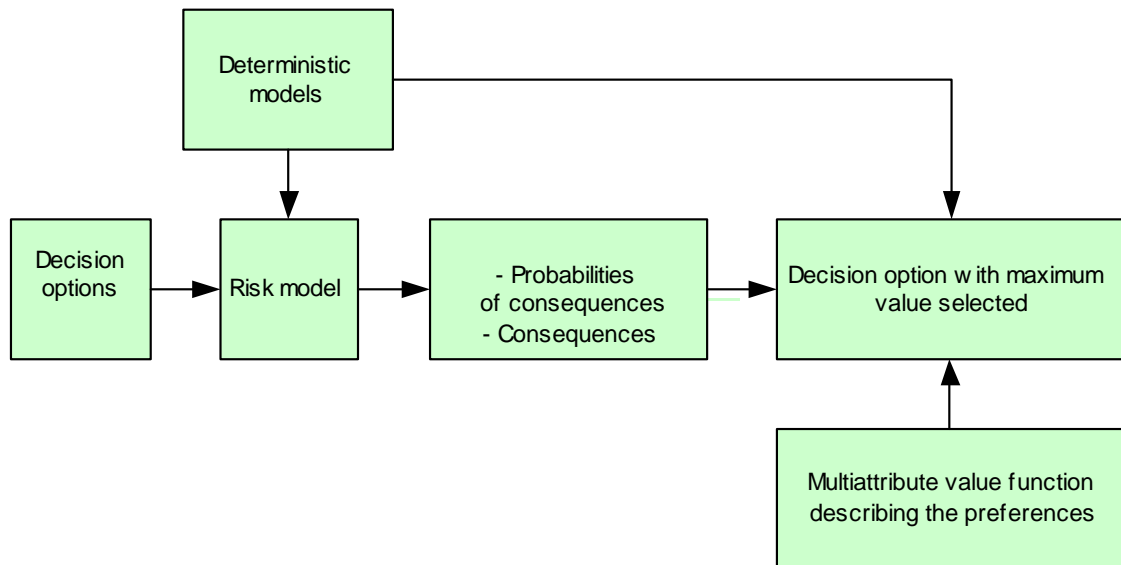 Deterministic
models
Decision
options
Risk model
- Probabilities
of consequences
- Consequences
Decision option with maximum
value selected
Multiattribute value function
describing the preferences